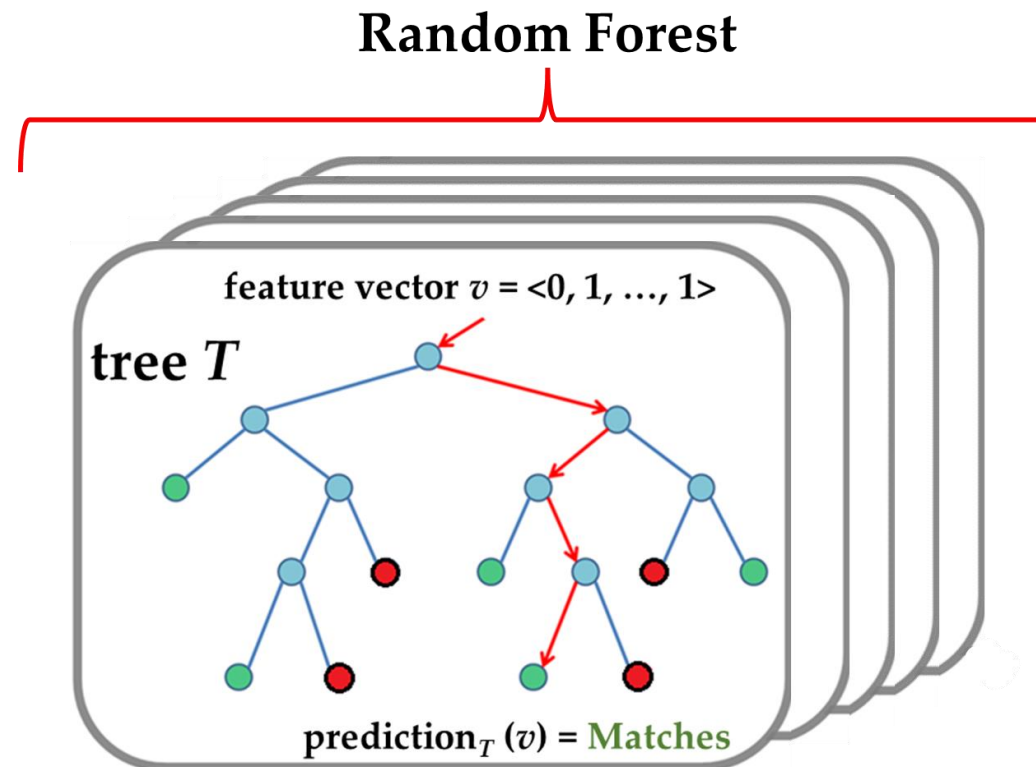 Random Forest
feature vector v = <0, 1, …, 1>
tree T
prediction_T (v) = Matches